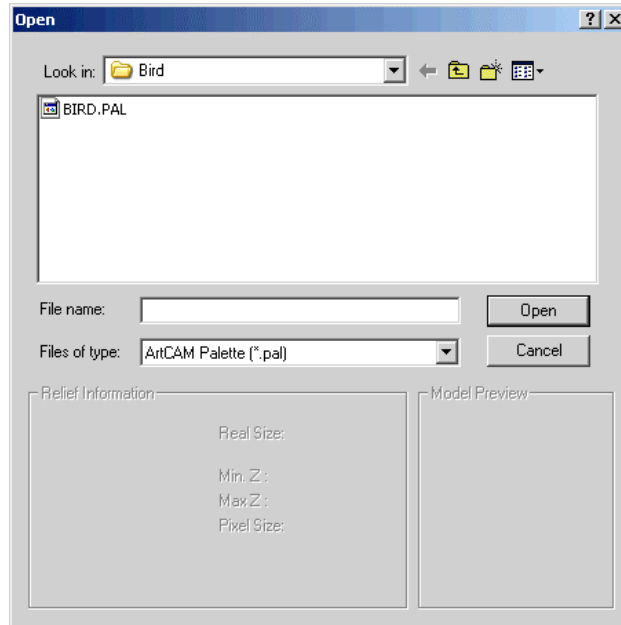 Open
Look in: Bird
BIRD.PAL
File name: Open
Files of type: ArtCAM Palette (*.pal) Cancel
Relief Information Model Preview
Real Size:
Min. Z :
Max Z :
Pixel Size: